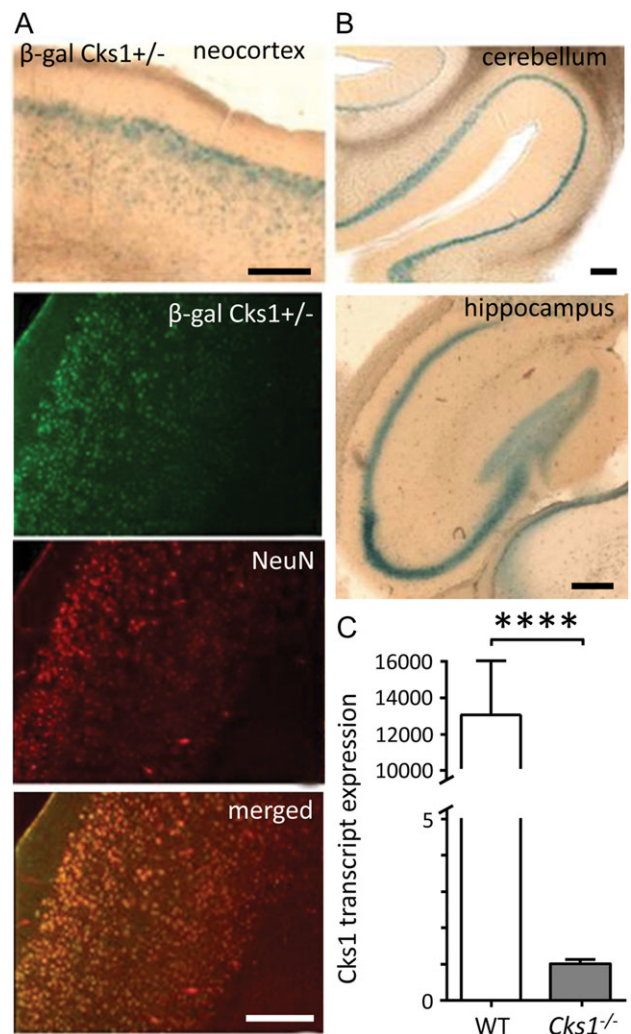 A
β-gal Cks1+/- neocortex
β-gal Cks1+/-
NeuN
merged
B
cerebellum
hippocampus
C
****
16000
14000
12000
10000
5
0
Cks1 transcript expression
WT Cks1-/-